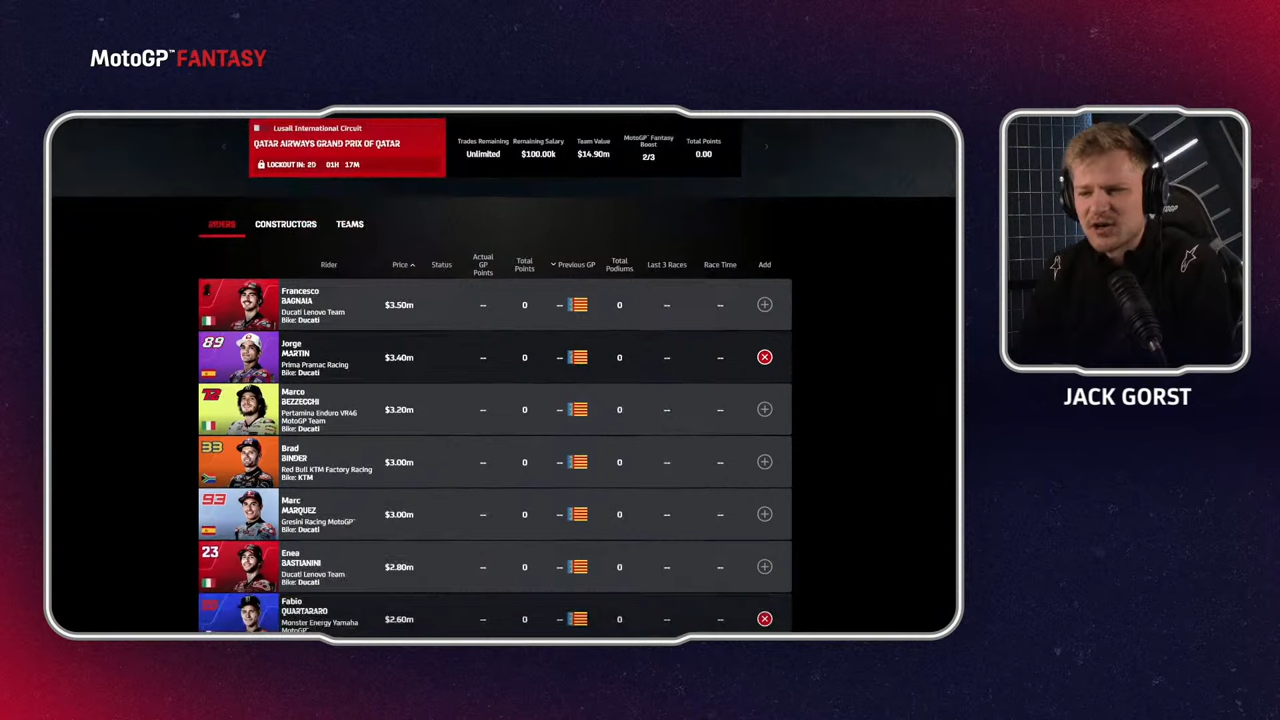 MotoGP™ FANTASY
Lusail International Circuit
QATAR AIRWAYS GRAND PRIX OF QATAR
LOCKOUT IN: 2D 01H 17M
Trades Remaining
Unlimited
Remaining Salary
$100.00k
Team Value
$14.90m
MotoGP™ Fantasy
Boost
2/3
Total Points
0.00
RIDERS CONSTRUCTORS TEAMS
Rider Price Status Actual GP Points Total Points Previous GP Total Podiums Last 3 Races Race Time Add
Francesco
BAGNAIA
Ducati Lenovo Team
Bike: Ducati
$3.50m -- 0 -- 0 -- --
89
Jorge
MARTIN
Prima Pramac Racing
Bike: Ducati
$3.40m -- 0 -- 0 -- --
72
Marco
BEZZECCHI
Pertamina Enduro VR46
MotoGP Team
Bike: Ducati
$3.20m -- 0 -- 0 -- --
33
Brad
BINDER
Red Bull KTM Factory Racing
Bike: KTM
$3.00m -- 0 -- 0 -- --
93
Marc
MARQUEZ
Gresini Racing MotoGP™
Bike: Ducati
$3.00m -- 0 -- 0 -- --
23
Enea
BASTIANINI
Ducati Lenovo Team
Bike: Ducati
$2.80m -- 0 -- 0 -- --
Fabio
QUARTARARO
Monster Energy Yamaha
MotoGP™
$2.60m -- 0 -- 0 -- --
JACK GORST